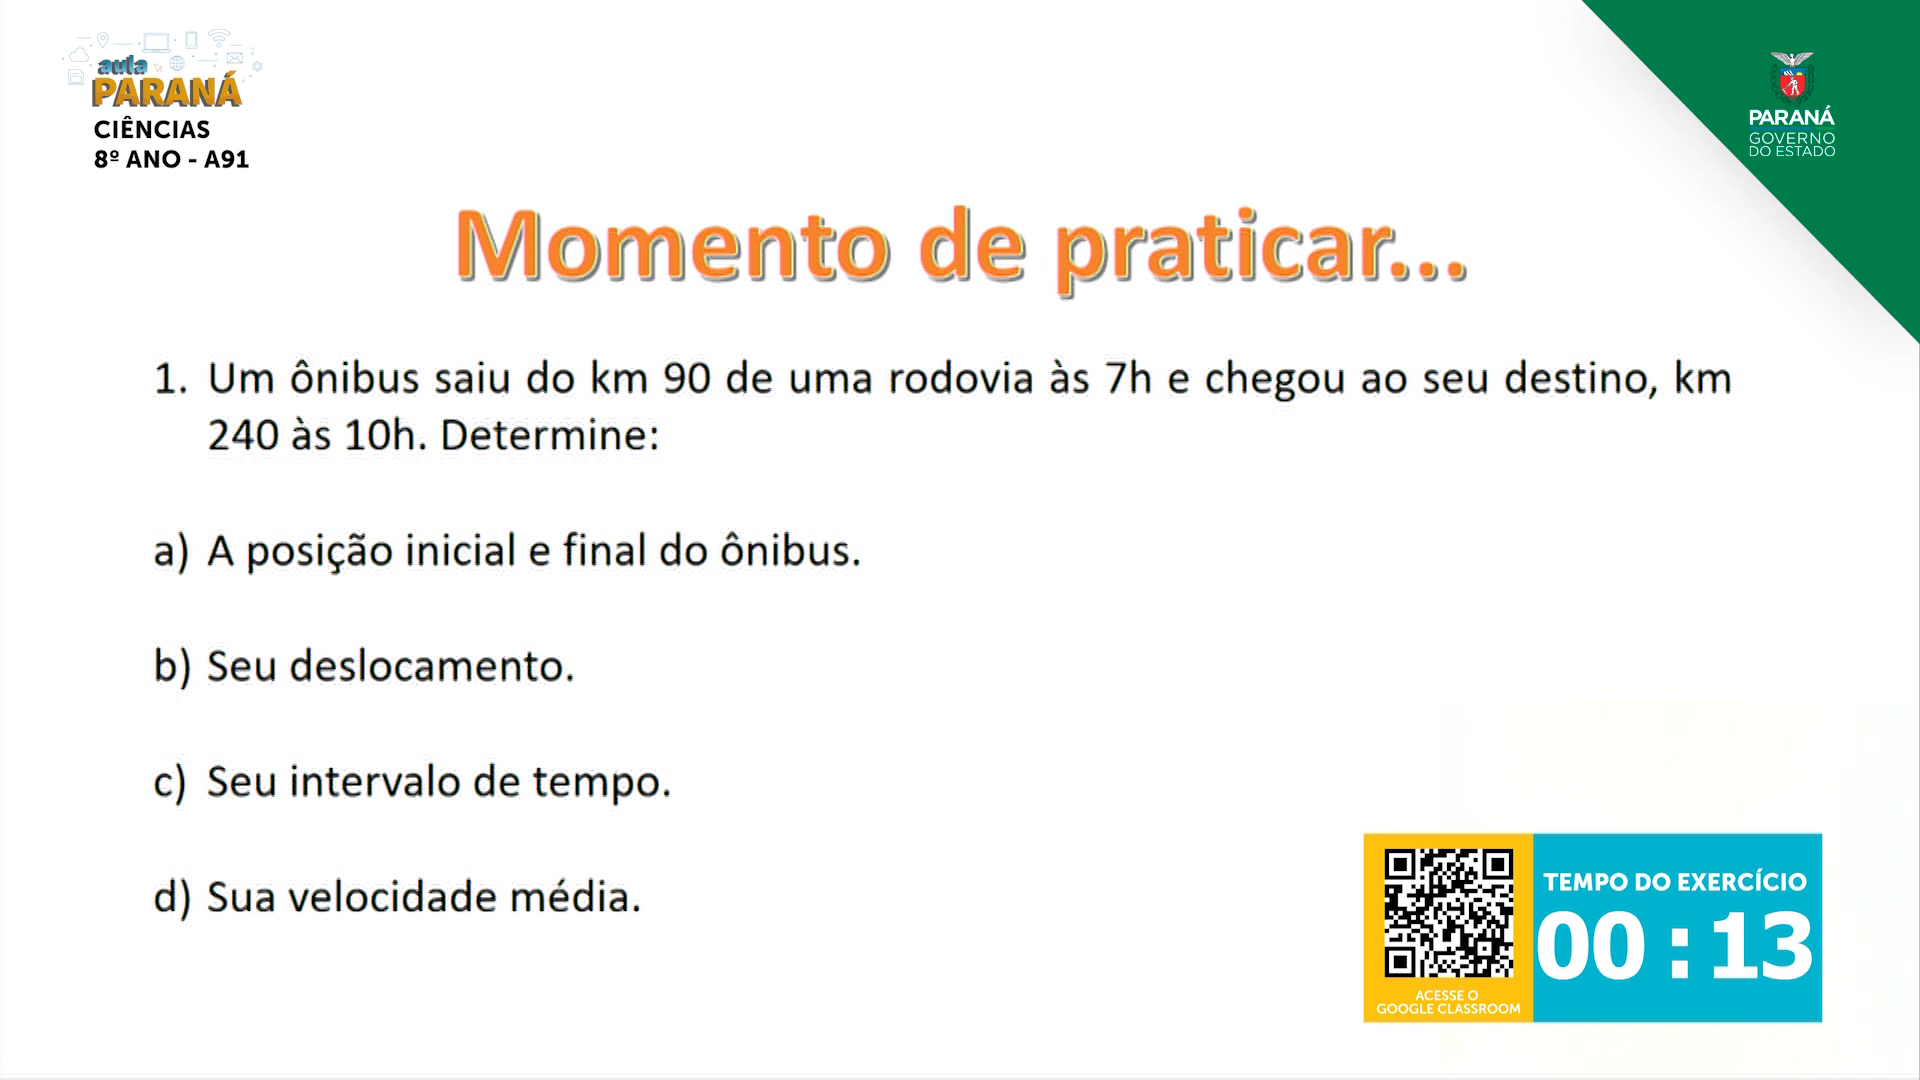 aula
PARANÁ
CIÊNCIAS
8º ANO - A91
PARANÁ
GOVERNO
DO ESTADO
Momento de praticar...
1. Um ônibus saiu do km 90 de uma rodovia às 7h e chegou ao seu destino, km
240 às 10h. Determine:
a) A posição inicial e final do ônibus.
b) Seu deslocamento.
c) Seu intervalo de tempo.
d) Sua velocidade média.
TEMPO DO EXERCÍCIO
00 : 13
ACESSE O
GOOGLE CLASSROOM